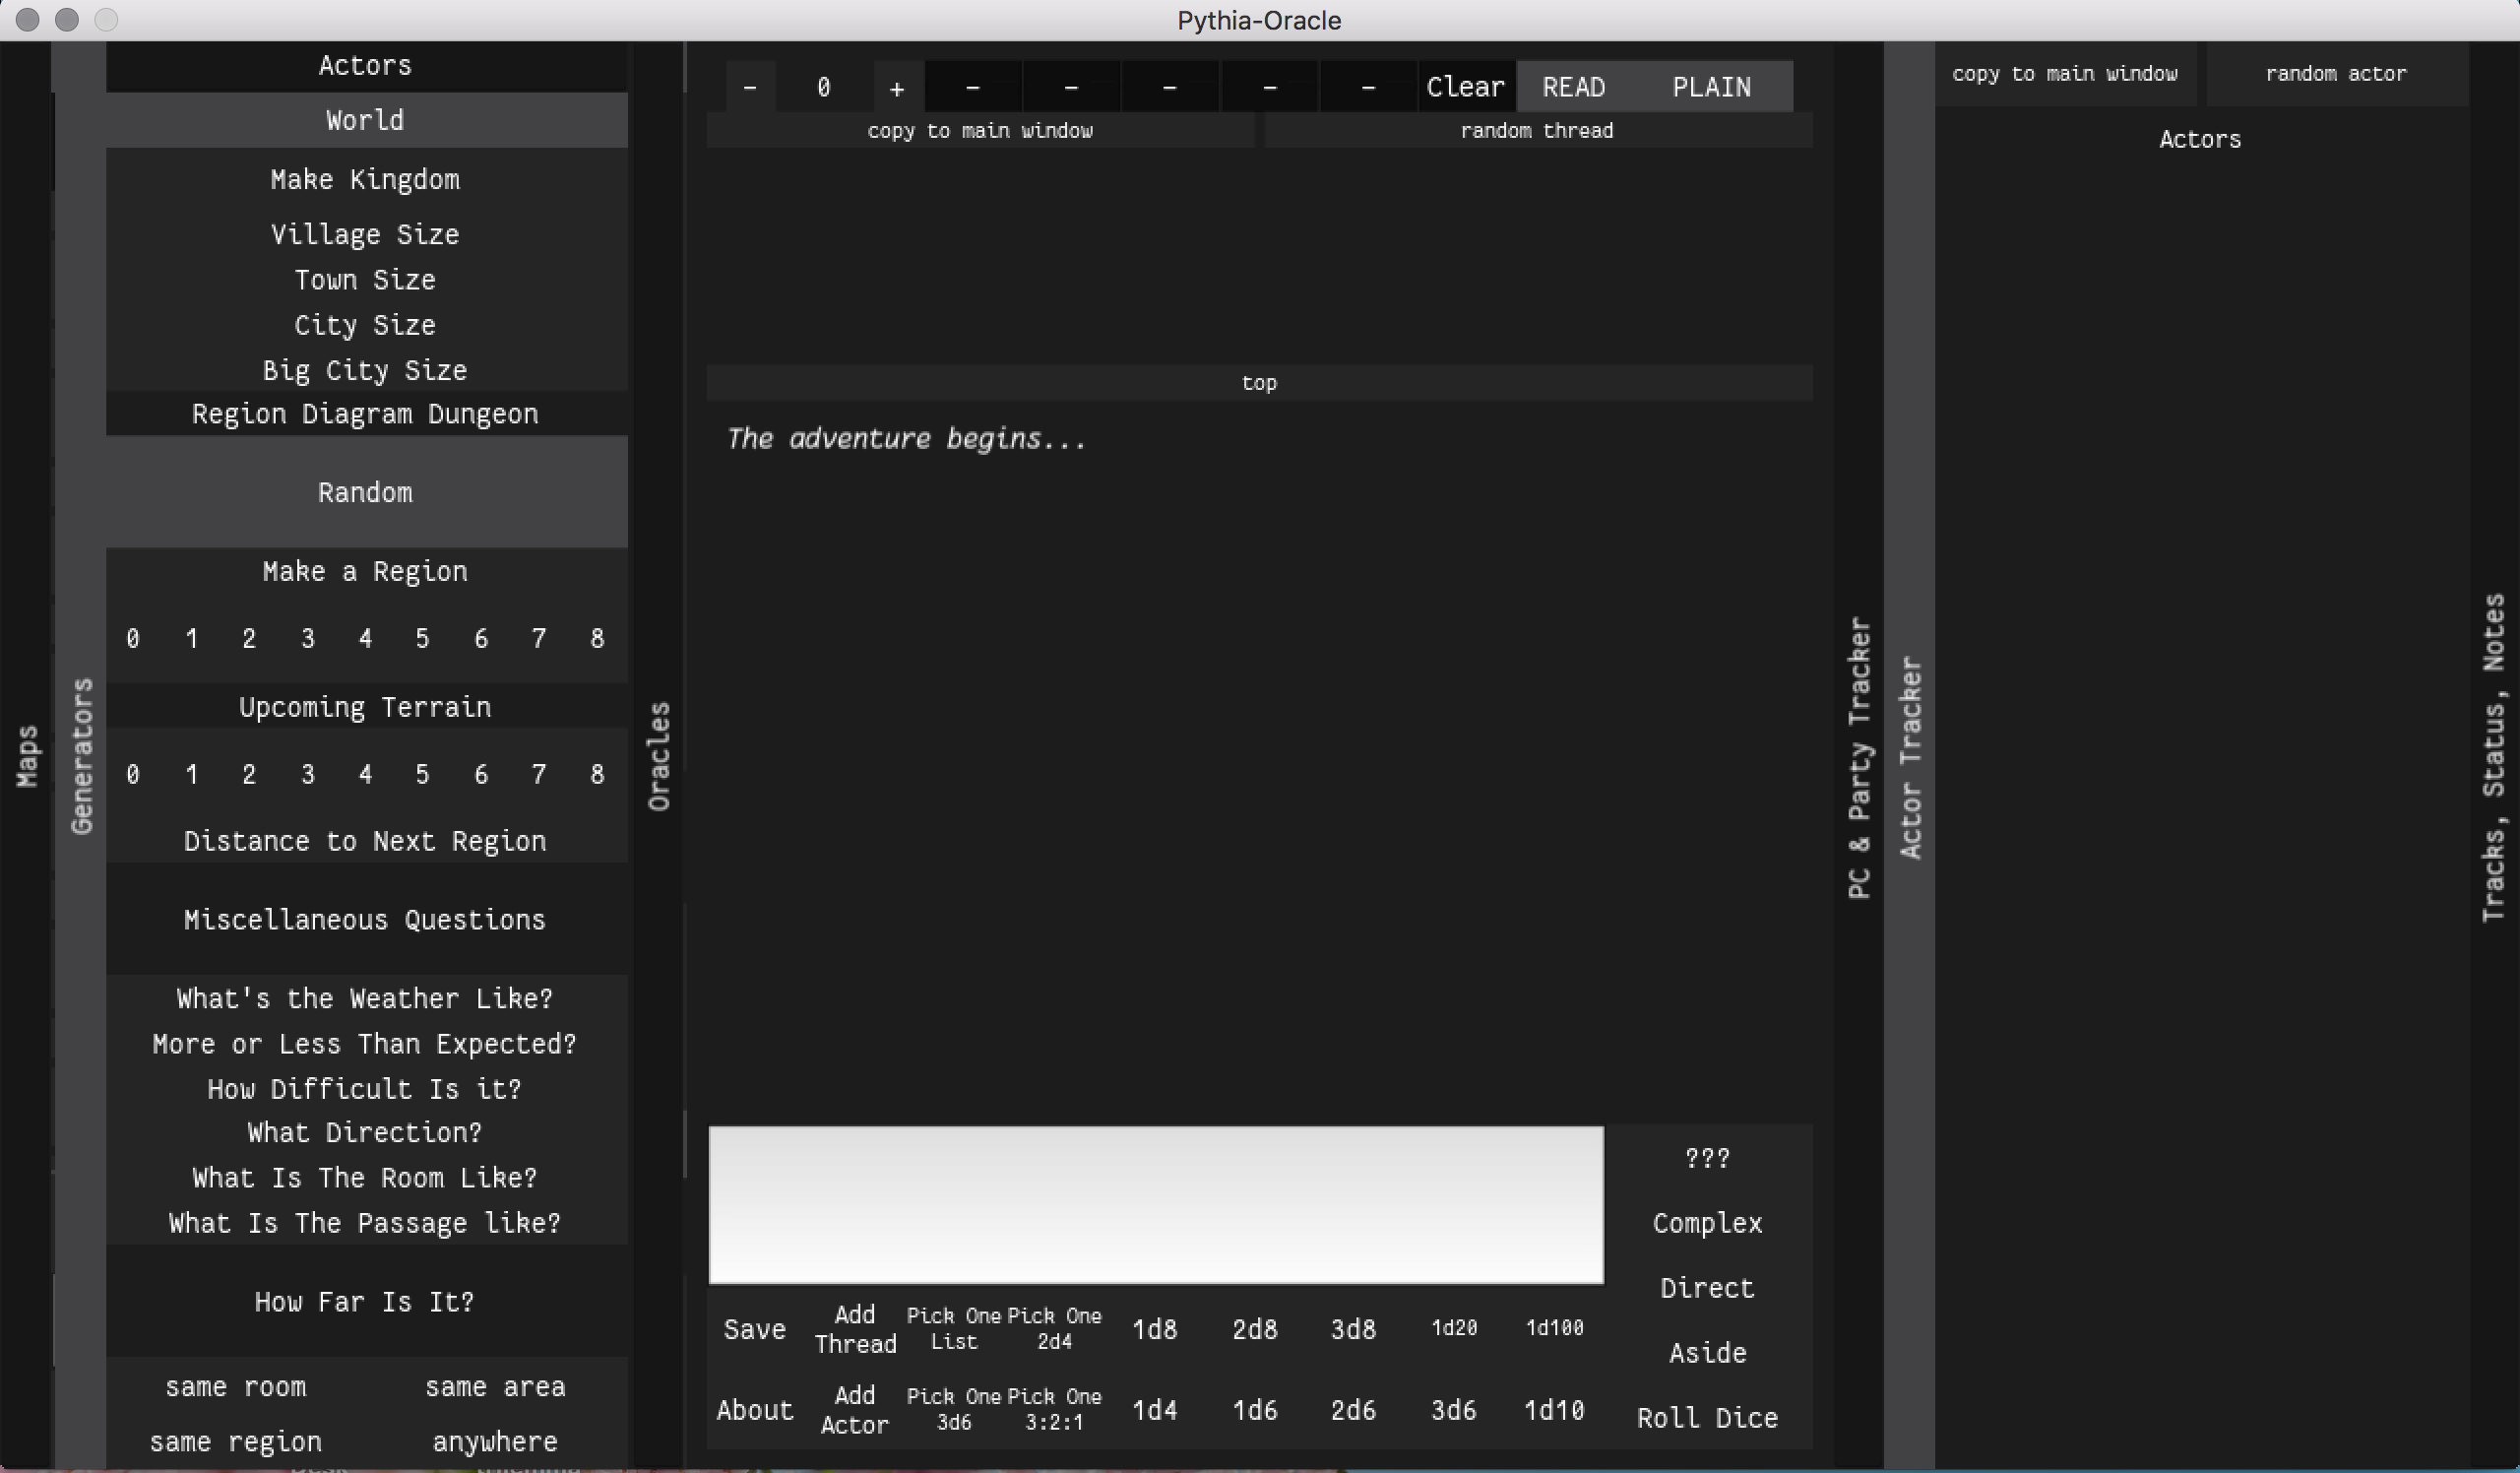 Pythia-Oracle
Maps
Generators
Actors
World
Make Kingdom
Village Size
Town Size
City Size
Big City Size
Region Diagram Dungeon
Random
Make a Region
0 1 2 3 4 5 6 7 8
Upcoming Terrain
0 1 2 3 4 5 6 7 8
Distance to Next Region
Miscellaneous Questions
What's the Weather Like?
More or Less Than Expected?
How Difficult Is it?
What Direction?
What Is The Room Like?
What Is The Passage like?
How Far Is It?
same room same area
same region anywhere
Oracles
- 0 + - - - - - Clear READ PLAIN
copy to main window random thread
top
The adventure begins...
???
Complex
Direct
Aside
Roll Dice
Save Add Thread Pick One List Pick One 2d4 1d8 2d8 3d8 1d20 1d100
About Add Actor Pick One 3d6 Pick One 3:2:1 1d4 1d6 2d6 3d6 1d10
PC & Party Tracker
Actor Tracker
copy to main window random actor
Actors
Tracks, Status, Notes